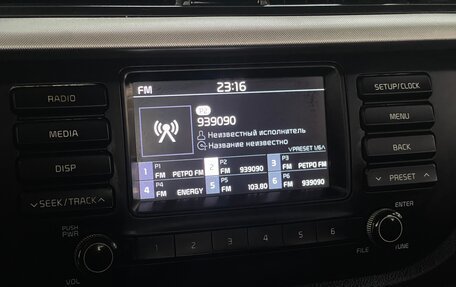 FM 23:16
P2
939090
Неизвестный исполнитель
Название неизвестно
VPRESET 1/6A
1 P1 FM РЕТРО FM
2 P2 FM 939090
3 P3 FM РЕТРО FM
4 P4 FM ENERGY
5 P5 FM 103.80
6 P6 FM 939090
RADIO
MEDIA
DISP
SEEK/TRACK
PUSH
PWR
VOL
1 2 3 4 5 6
SETUP/CLOCK
MENU
BACK
PRESET
ENTER
FILE
TUNE